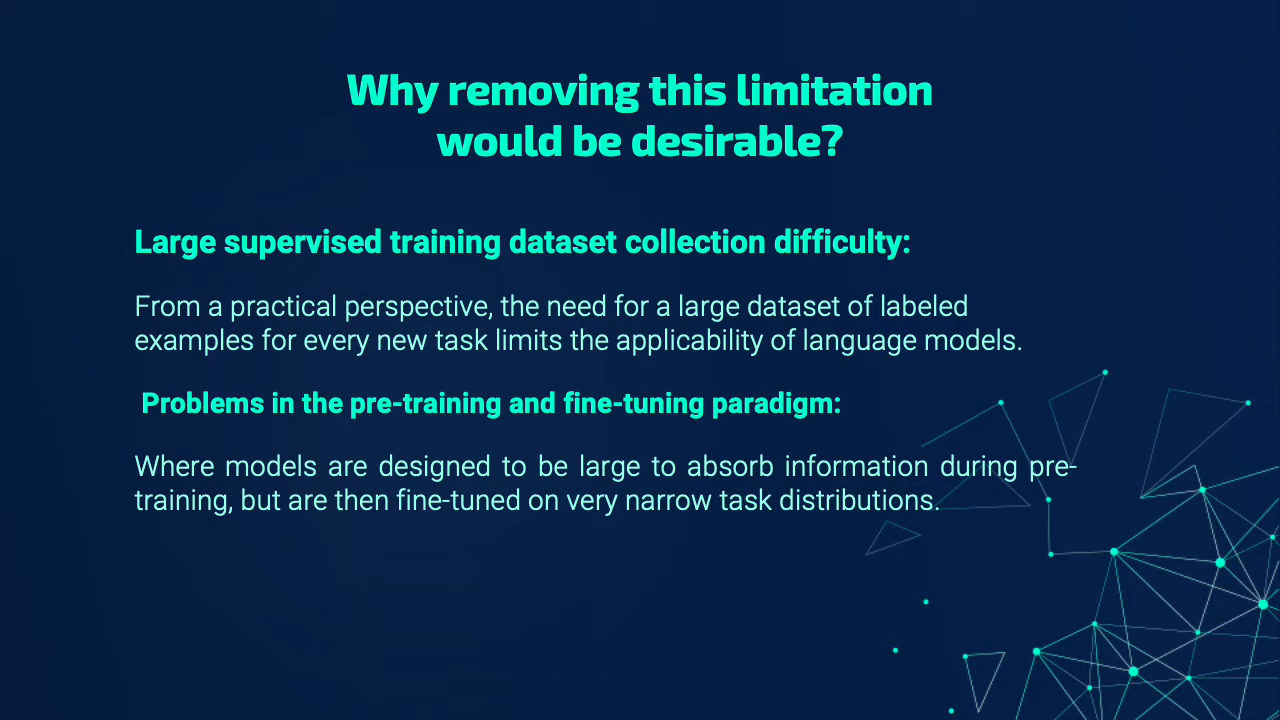 Why removing this limitation
would be desirable?
Large supervised training dataset collection difficulty:
From a practical perspective, the need for a large dataset of labeled
examples for every new task limits the applicability of language models.
Problems in the pre-training and fine-tuning paradigm:
Where models are designed to be large to absorb information during pre-
training, but are then fine-tuned on very narrow task distributions.